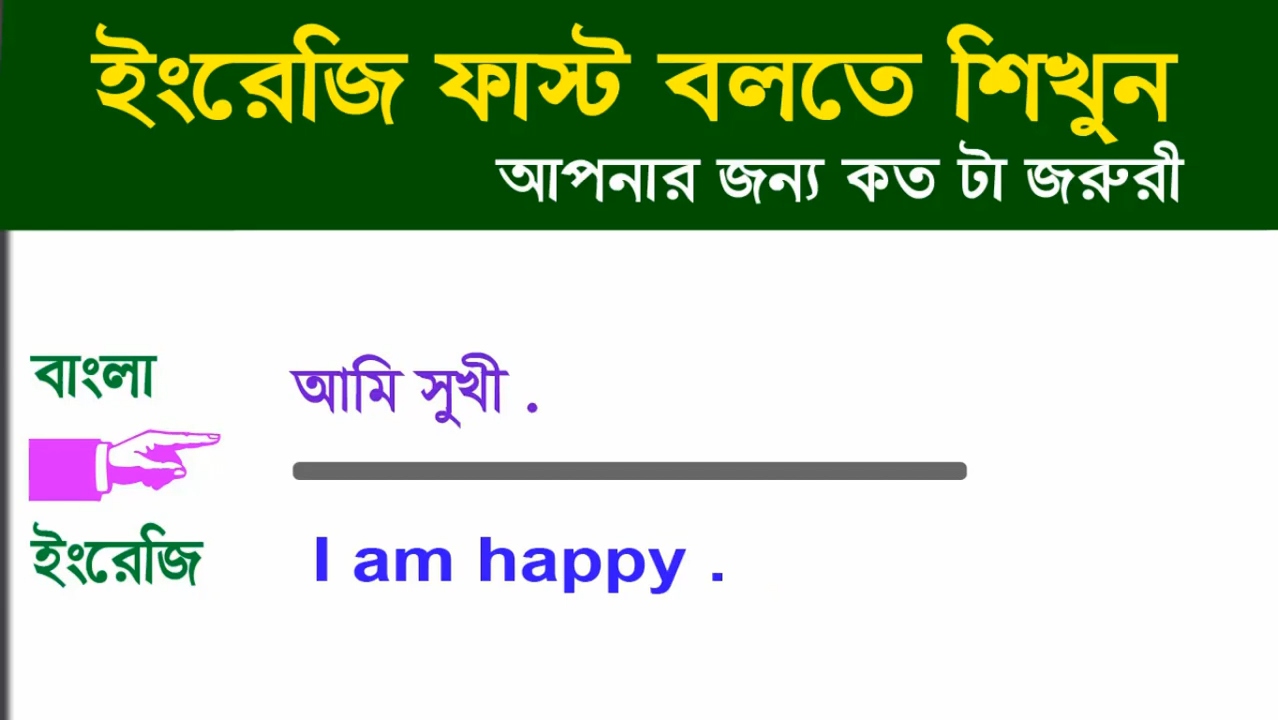 ইংরেজি ফাস্ট বলতে শিখুন
আপনার জন্য কত টা জরুরী
বাংলা
আমি সুখী .
ইংরেজি
I am happy .